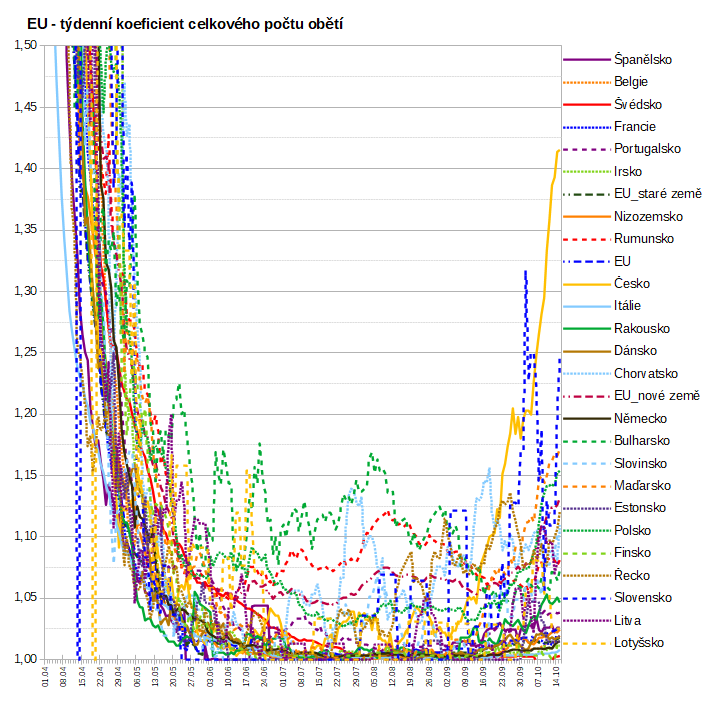 EU - týdenní koeficient celkového počtu obětí
1,50
1,45
1,40
1,35
1,30
1,25
1,20
1,15
1,10
1,05
1,00
01.04
08.04
15.04
22.04
29.04
06.05
13.05
20.05
27.05
03.06
10.06
17.06
24.06
01.07
08.07
15.07
22.07
29.07
05.08
12.08
19.08
26.08
02.09
09.09
16.09
23.09
30.09
07.10
14.10
Španělsko
Belgie
Švédsko
Francie
Portugalsko
Irsko
EU_staré země
Nizozemsko
Rumunsko
EU
Česko
Itálie
Rakousko
Dánsko
Chorvatsko
EU_nové země
Německo
Bulharsko
Slovinsko
Maďarsko
Estonsko
Polsko
Finsko
Řecko
Slovensko
Litva
Lotyšsko